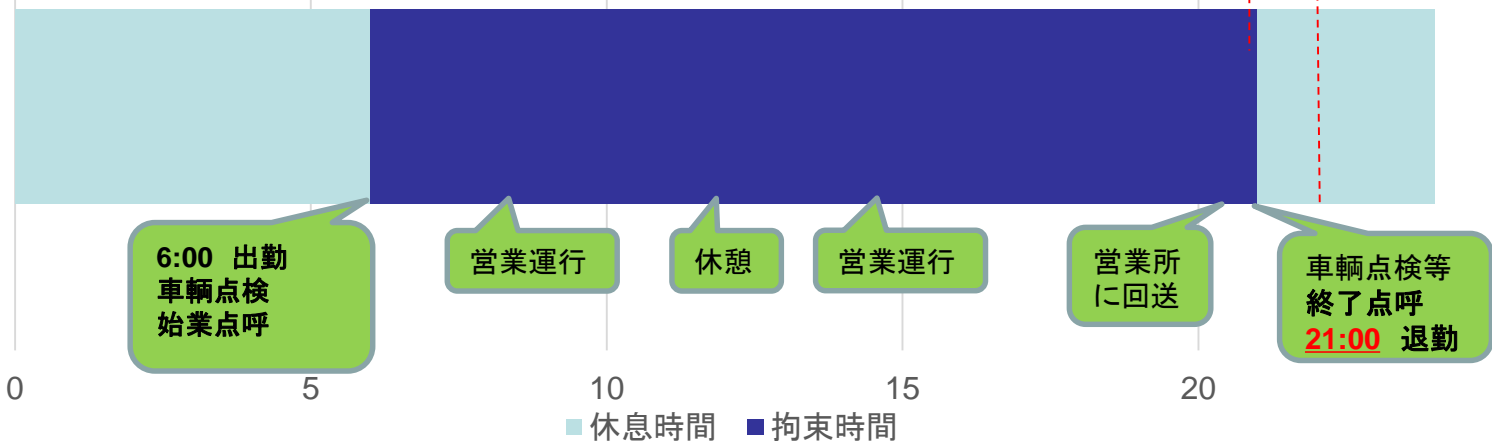 6:00 出勤
車輌点検
始業点呼
営業運行
休憩
営業運行
営業所
に回送
車輌点検等
終了点呼
21:00 退勤
0 5 10 15 20
休息時間 拘束時間